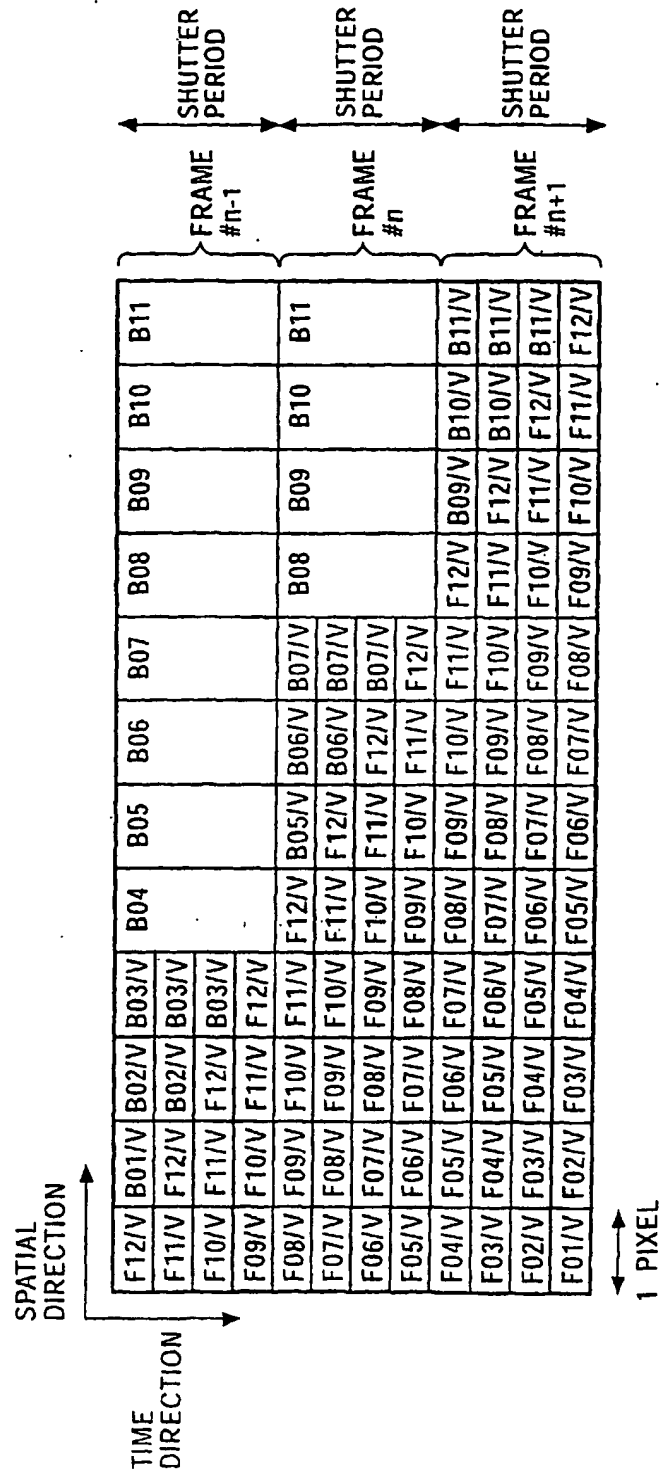 SPATIAL
DIRECTION
TIME
DIRECTION
F12/V B01/V B02/V B03/V B04 B05 B06 B07 B08 B09 B10 B11
F11/V F12/V B02/V B03/V
F10/V F11/V F12/V B03/V
F09/V F10/V F11/V F12/V
F08/V F09/V F10/V F11/V F12/V B05/V B06/V B07/V B08 B09 B10 B11
F07/V F08/V F09/V F10/V F11/V F12/V B06/V B07/V
F06/V F07/V F08/V F09/V F10/V F11/V F12/V B07/V
F05/V F06/V F07/V F08/V F09/V F10/V F11/V F12/V
F04/V F05/V F06/V F07/V F08/V F09/V F10/V F11/V F12/V B09/V B10/V B11/V
F03/V F04/V F05/V F06/V F07/V F08/V F09/V F10/V F11/V F12/V B10/V B11/V
F02/V F03/V F04/V F05/V F06/V F07/V F08/V F09/V F10/V F11/V F12/V B11/V
F01/V F02/V F03/V F04/V F05/V F06/V F07/V F08/V F09/V F10/V F11/V F12/V
FRAME
#n-1
SHUTTER
PERIOD
FRAME
#n
SHUTTER
PERIOD
FRAME
#n+1
SHUTTER
PERIOD
1 PIXEL